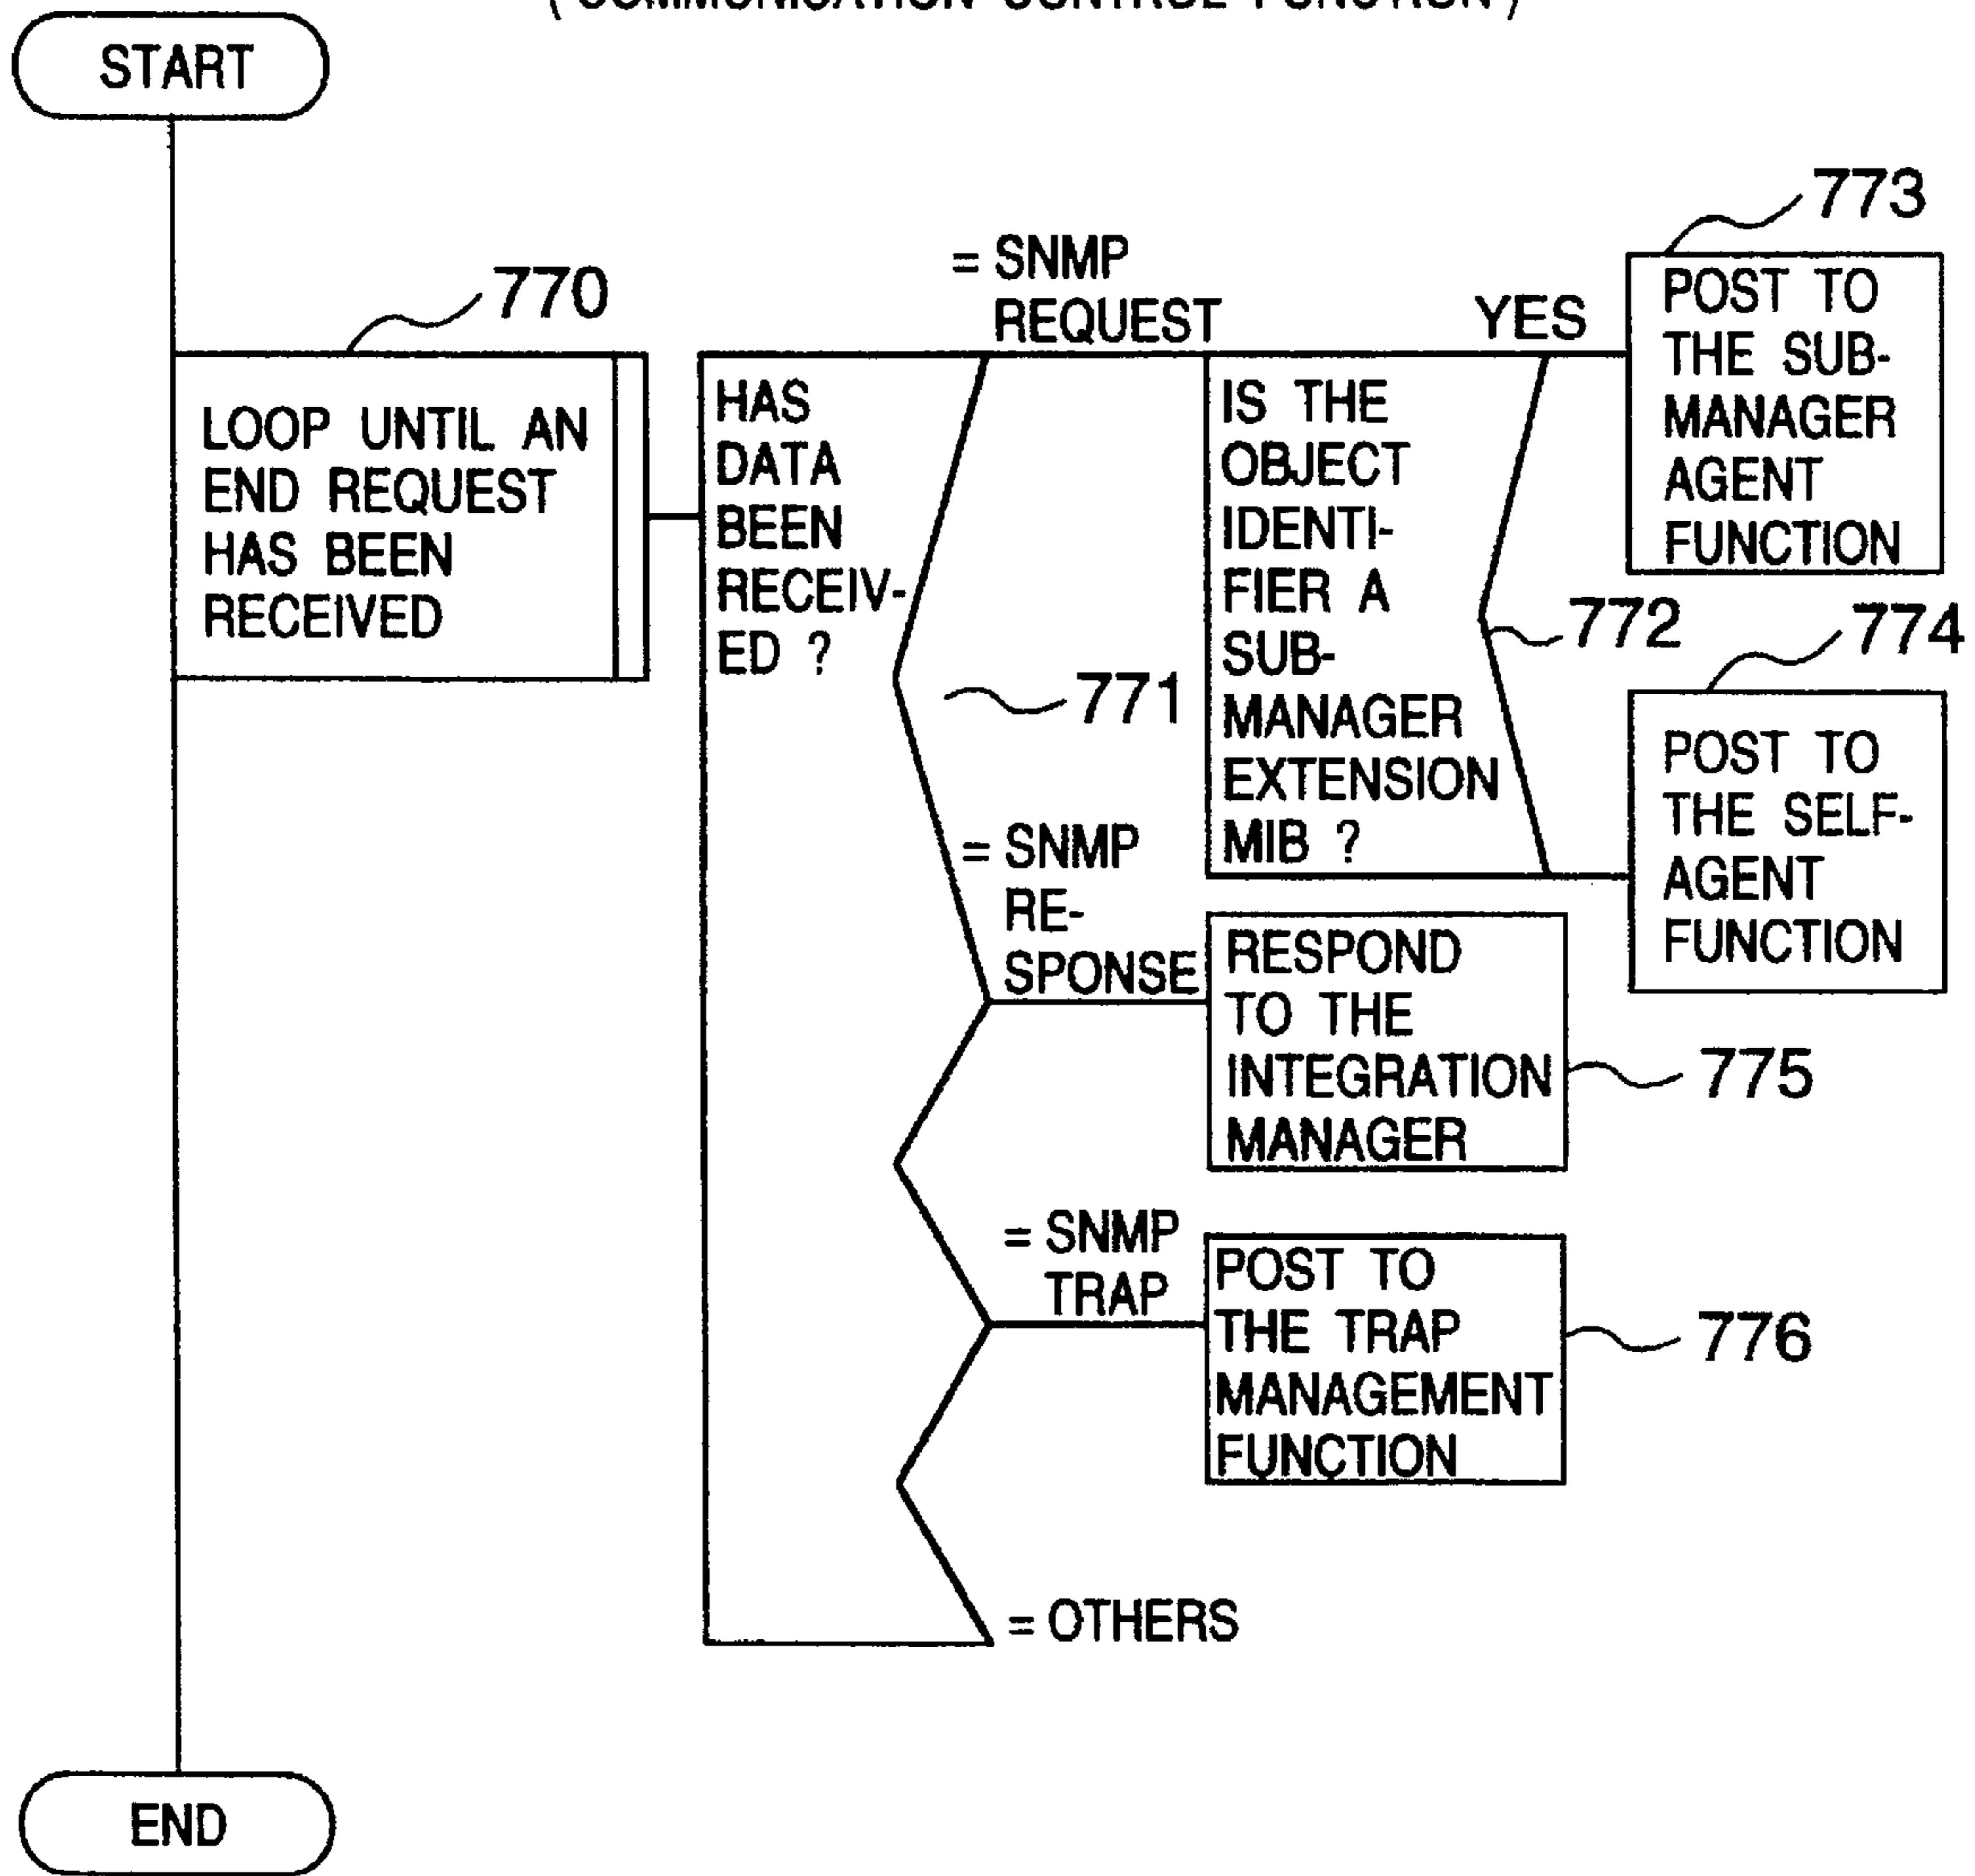 ( COMMUNICATION CONTROL FUNCTION )
START
770
LOOP UNTIL AN
END REQUEST
HAS BEEN
RECEIVED
HAS
DATA
BEEN
RECEIV-
ED ?
771
= SNMP
REQUEST
IS THE
OBJECT
IDENTI-
FIER A
SUB-
MANAGER
EXTENSION
MIB ?
772
YES
773
POST TO
THE SUB-
MANAGER
AGENT
FUNCTION
774
POST TO
THE SELF-
AGENT
FUNCTION
= SNMP
RE-
SPONSE
RESPOND
TO THE
INTEGRATION
MANAGER
775
= SNMP
TRAP
POST TO
THE TRAP
MANAGEMENT
FUNCTION
776
= OTHERS
END